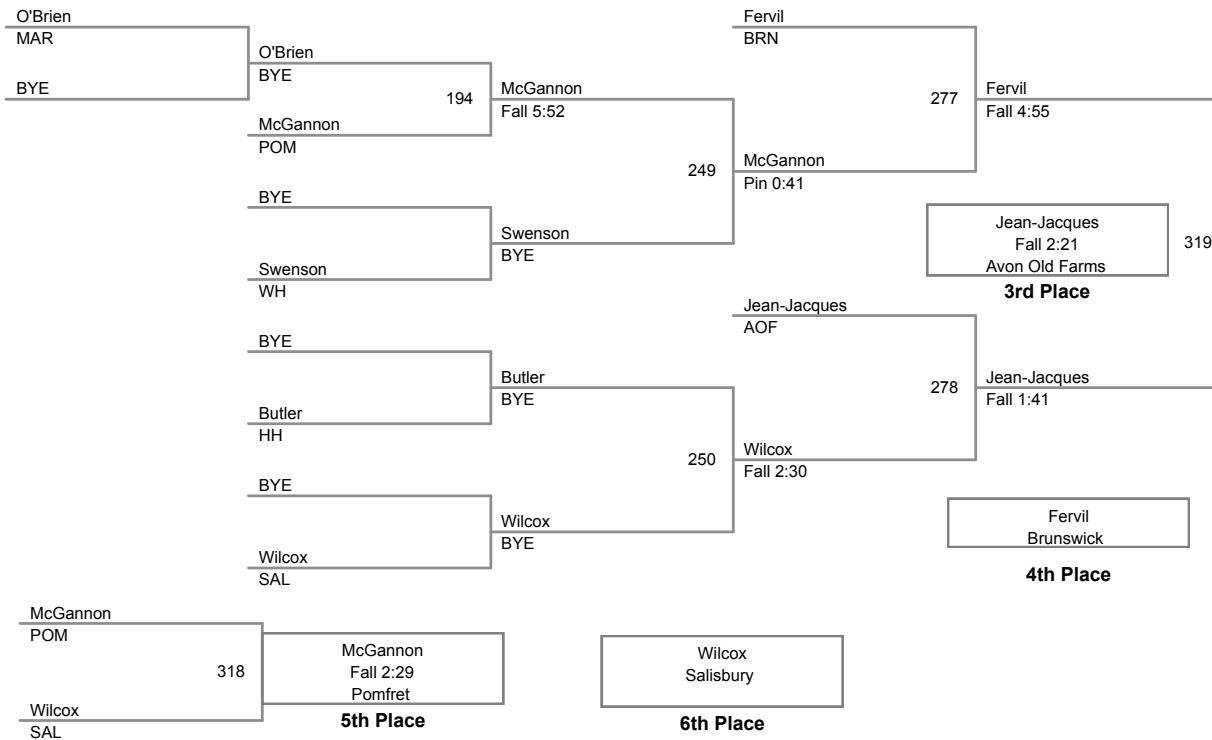 O'Brien
MAR
BYE
O'Brien
BYE
194
McGannon
POM
McGannon
Fall 5:52
BYE
Swenson
WH
Swenson
BYE
249
McGannon
Pin 0:41
Fervil
BRN
277
Fervil
Fall 4:55
Jean-Jacques
Fall 2:21
Avon Old Farms
319
3rd Place
BYE
Butler
HH
Butler
BYE
BYE
Wilcox
SAL
Wilcox
BYE
250
Wilcox
Fall 2:30
Jean-Jacques
AOF
278
Jean-Jacques
Fall 1:41
Fervil
Brunswick
4th Place
McGannon
POM
318
Wilcox
SAL
McGannon
Fall 2:29
Pomfret
5th Place
Wilcox
Salisbury
6th Place